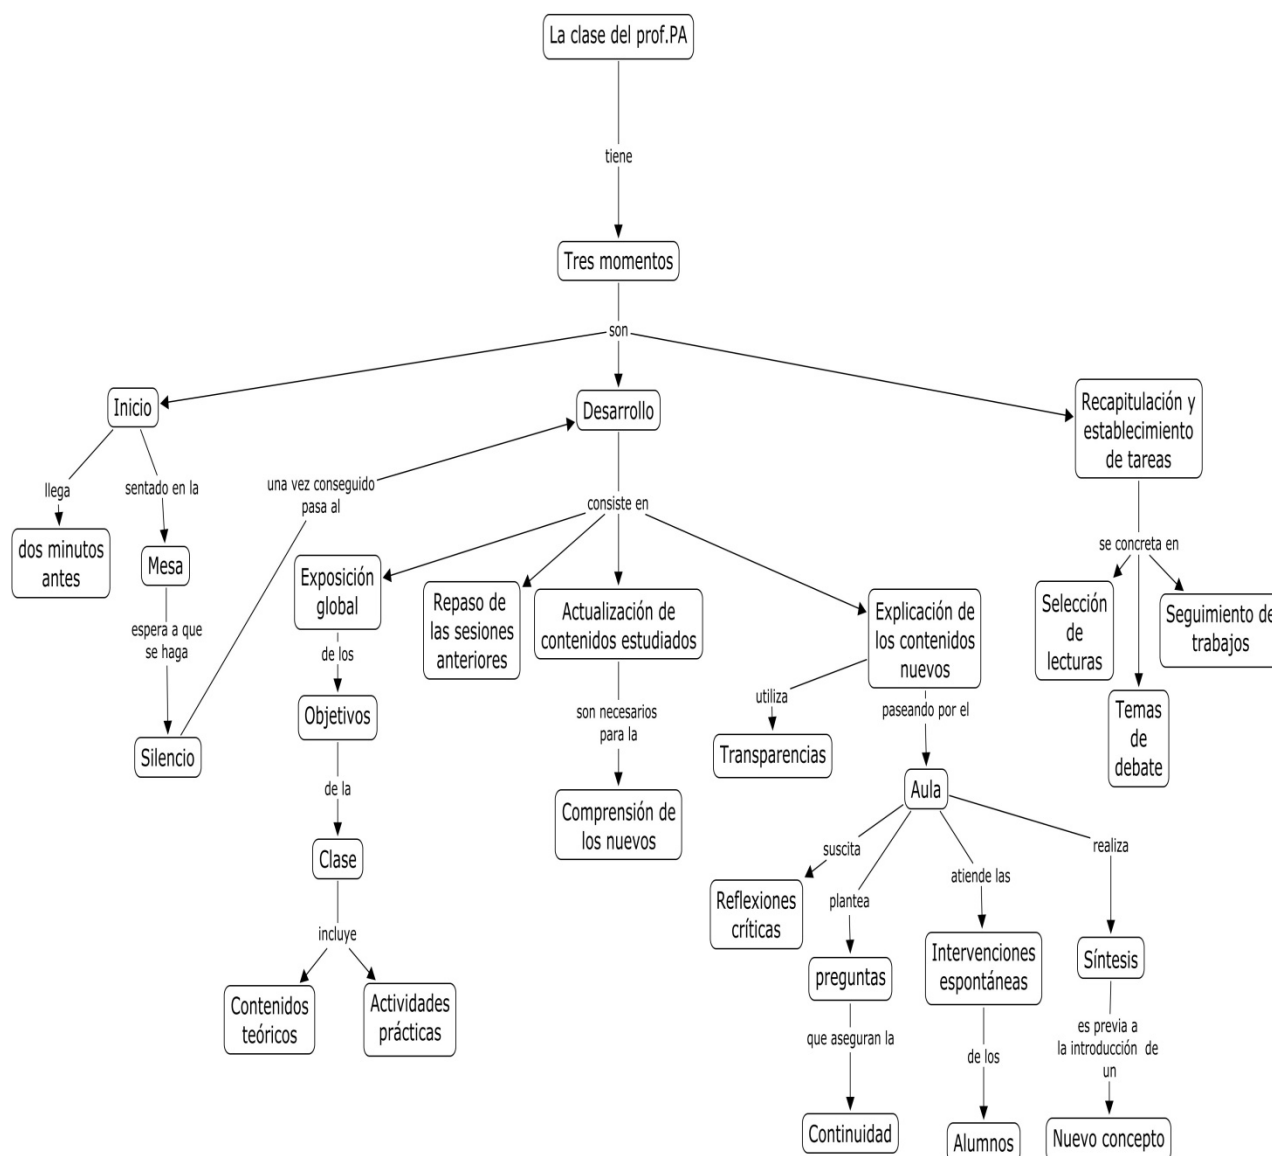 La clase del prof.PA
tiene
Tres momentos
son
Inicio
Desarrollo
Recapitulación y
establecimiento
de tareas
llega
sentado en la
una vez conseguido
pasa al
consiste en
se concreta en
dos minutos
antes
Mesa
Exposición
global
Repaso de
las sesiones
anteriores
Actualización de
contenidos estudiados
Explicación de
los contenidos
nuevos
Selección
de
lecturas
Seguimiento de
trabajos
espera a que
se haga
de los
son necesarios
para la
utiliza
paseando por el
Silencio
Objetivos
Transparencias
Temas
de
debate
de la
Comprensión de
los nuevos
Aula
Clase
suscita
plantea
atiende las
realiza
incluye
Reflexiones
críticas
preguntas
Intervenciones
espontáneas
Síntesis
Contenidos
teóricos
Actividades
prácticas
que aseguran la
de los
es previa a
la introducción de
un
Continuidad
Alumnos
Nuevo concepto